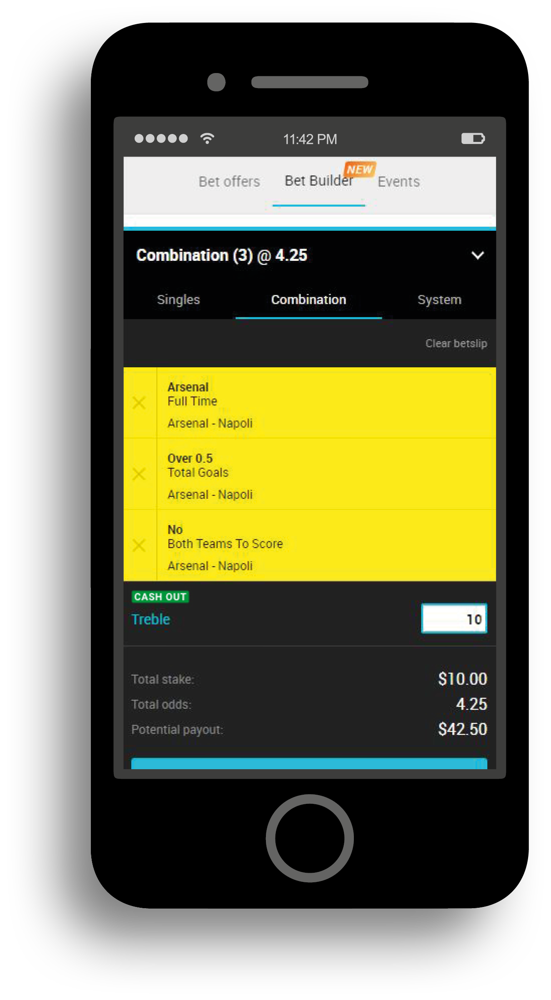 11:42 PM
NEW
Bet offers Bet Builder Events
Combination (3) @ 4.25
Singles Combination System
Clear betslip
Arsenal
Full Time
Arsenal - Napoli
Over 0.5
Total Goals
Arsenal - Napoli
No
Both Teams To Score
Arsenal - Napoli
CASH OUT
Treble 10
Total stake: $10.00
Total odds: 4.25
Potential payout: $42.50